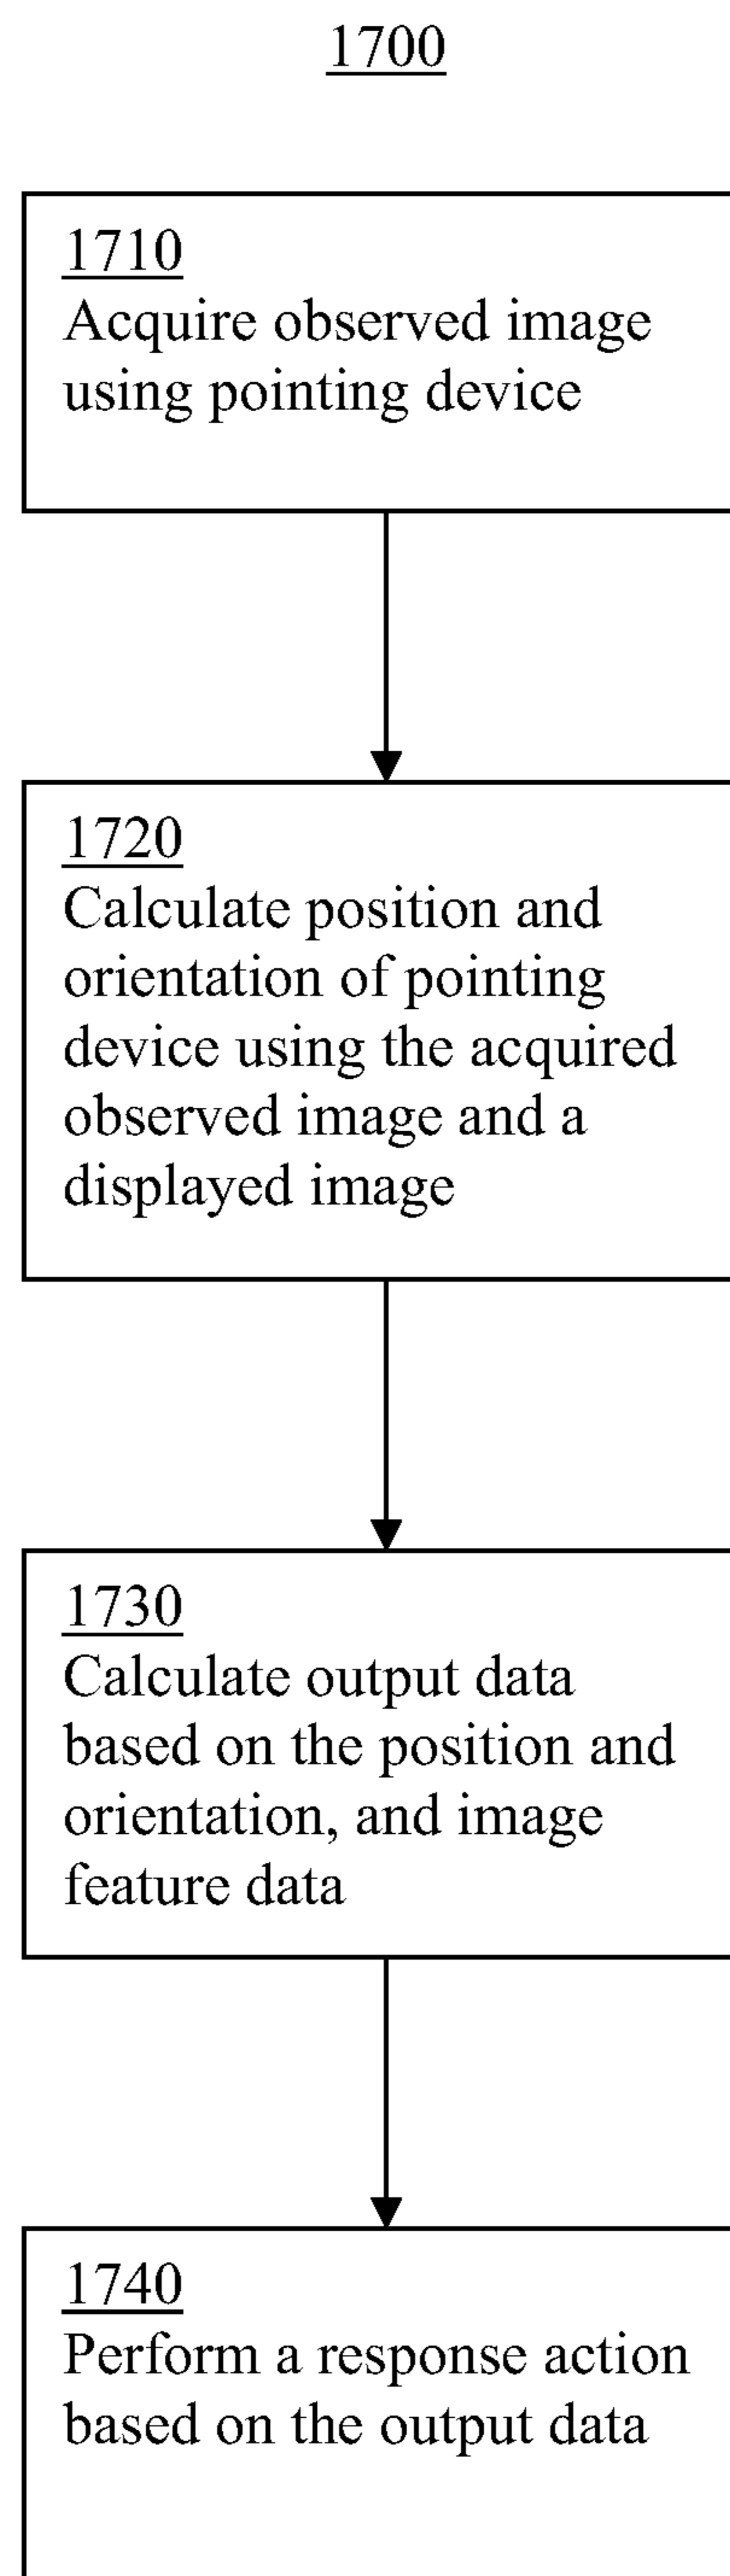 1700
1710
Acquire observed image
using pointing device
1720
Calculate position and
orientation of pointing
device using the acquired
observed image and a
displayed image
1730
Calculate output data
based on the position and
orientation, and image
feature data
1740
Perform a response action
based on the output data